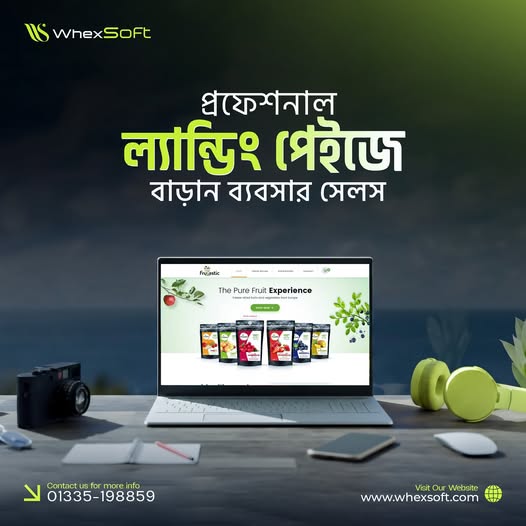 WhexSoft
প্রফেশনাল
ল্যান্ডিং পেইজে
বাড়ান ব্যবসার সেলস
The Pure Fruit Experience
Contact us for more info
01335-198859
Visit Our Website
www.whexsoft.com